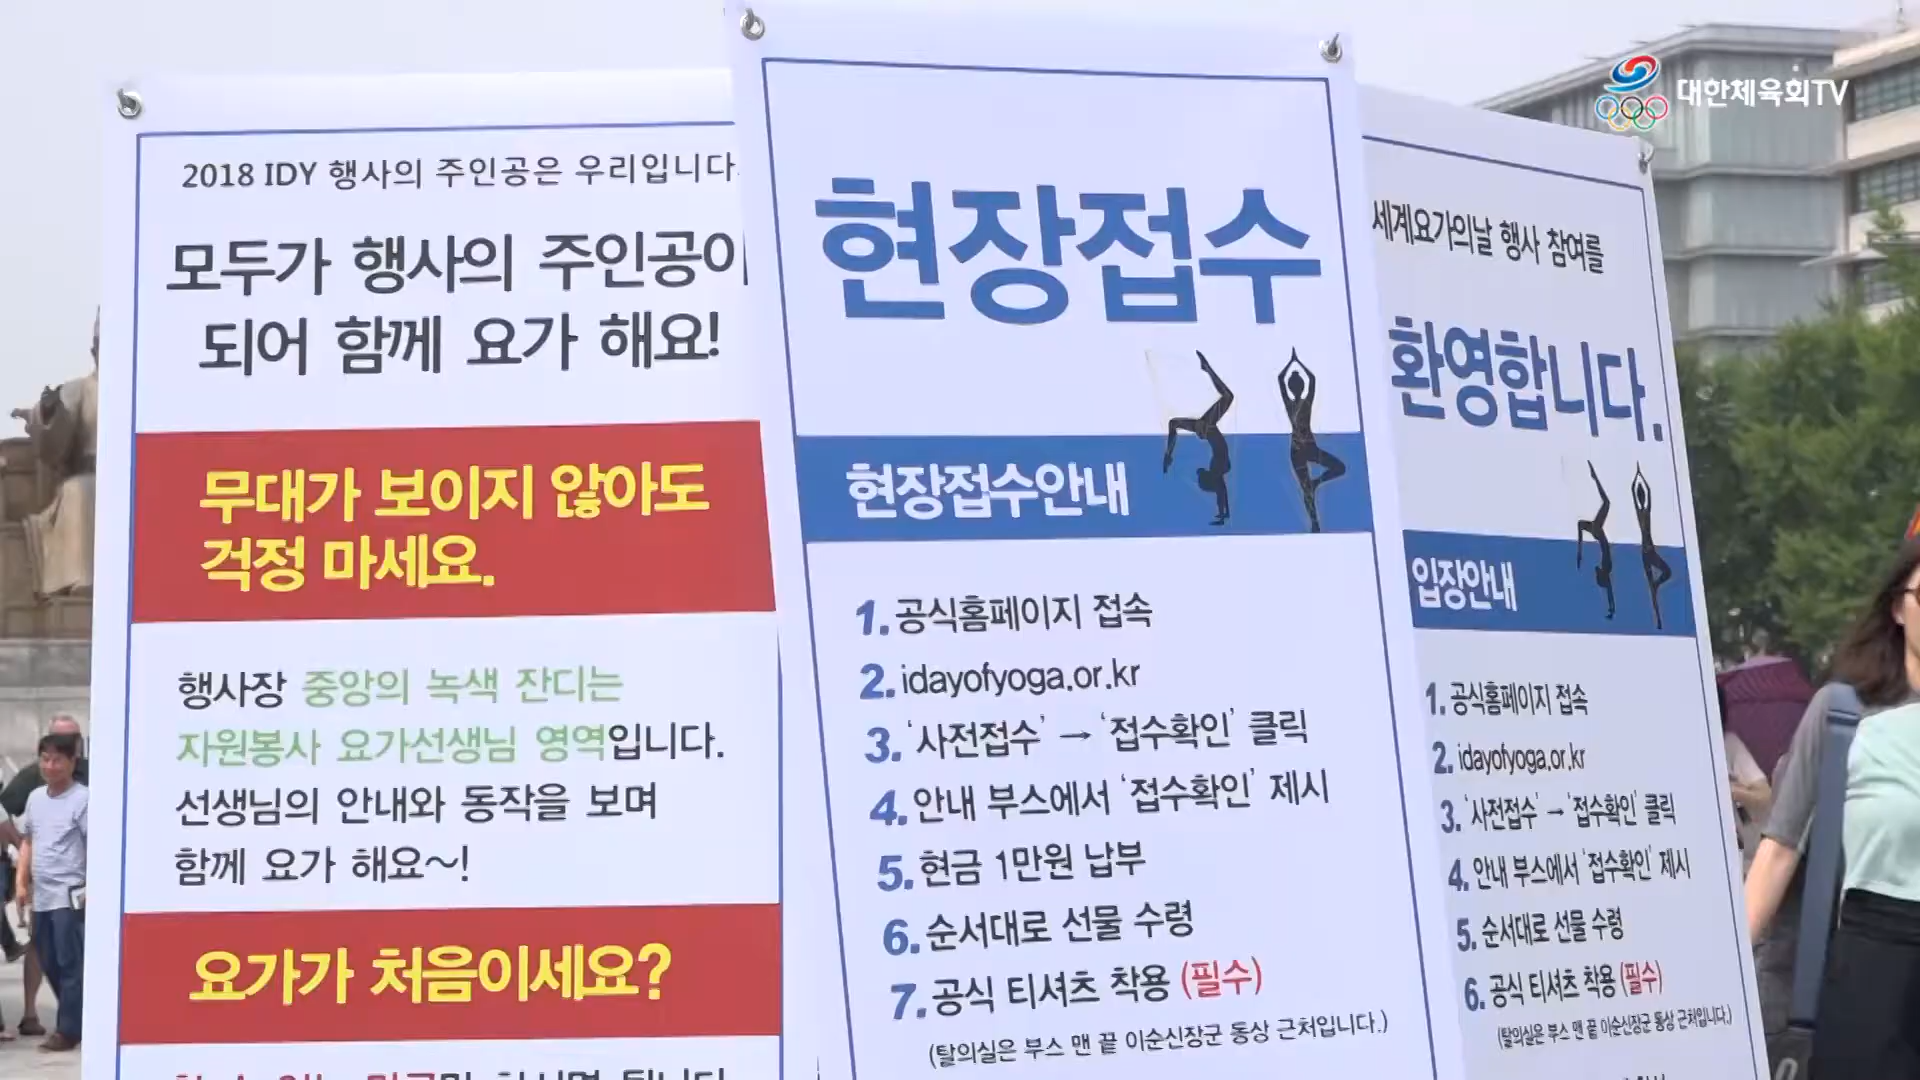 대한체육회TV
2018 IDY 행사의 주인공은 우리입니다.
모두가 행사의 주인공이
되어 함께 요가 해요!
무대가 보이지 않아도
걱정 마세요.
행사장 중앙의 녹색 잔디는
자원봉사 요가선생님 영역입니다.
선생님의 안내와 동작을 보며
함께 요가 해요~!
요가가 처음이세요?
현장접수
현장접수안내
1. 공식홈페이지 접속
2. idayofyoga.or.kr
3. '사전접수' → '접수확인' 클릭
4. 안내 부스에서 '접수확인' 제시
5. 현금 1만원 납부
6. 순서대로 선물 수령
7. 공식 티셔츠 착용 (필수)
(탈의실은 부스 맨 끝 이순신장군 동상 근처입니다.)
세계요가의날 행사 참여를
환영합니다.
입장안내
1. 공식홈페이지 접속
2. idayofyoga.or.kr
3. '사전접수' → '접수확인' 클릭
4. 안내 부스에서 '접수확인' 제시
5. 순서대로 선물 수령
6. 공식 티셔츠 착용 (필수)
(탈의실은 부스 맨 끝 이순신장군 동상 근처입니다.)